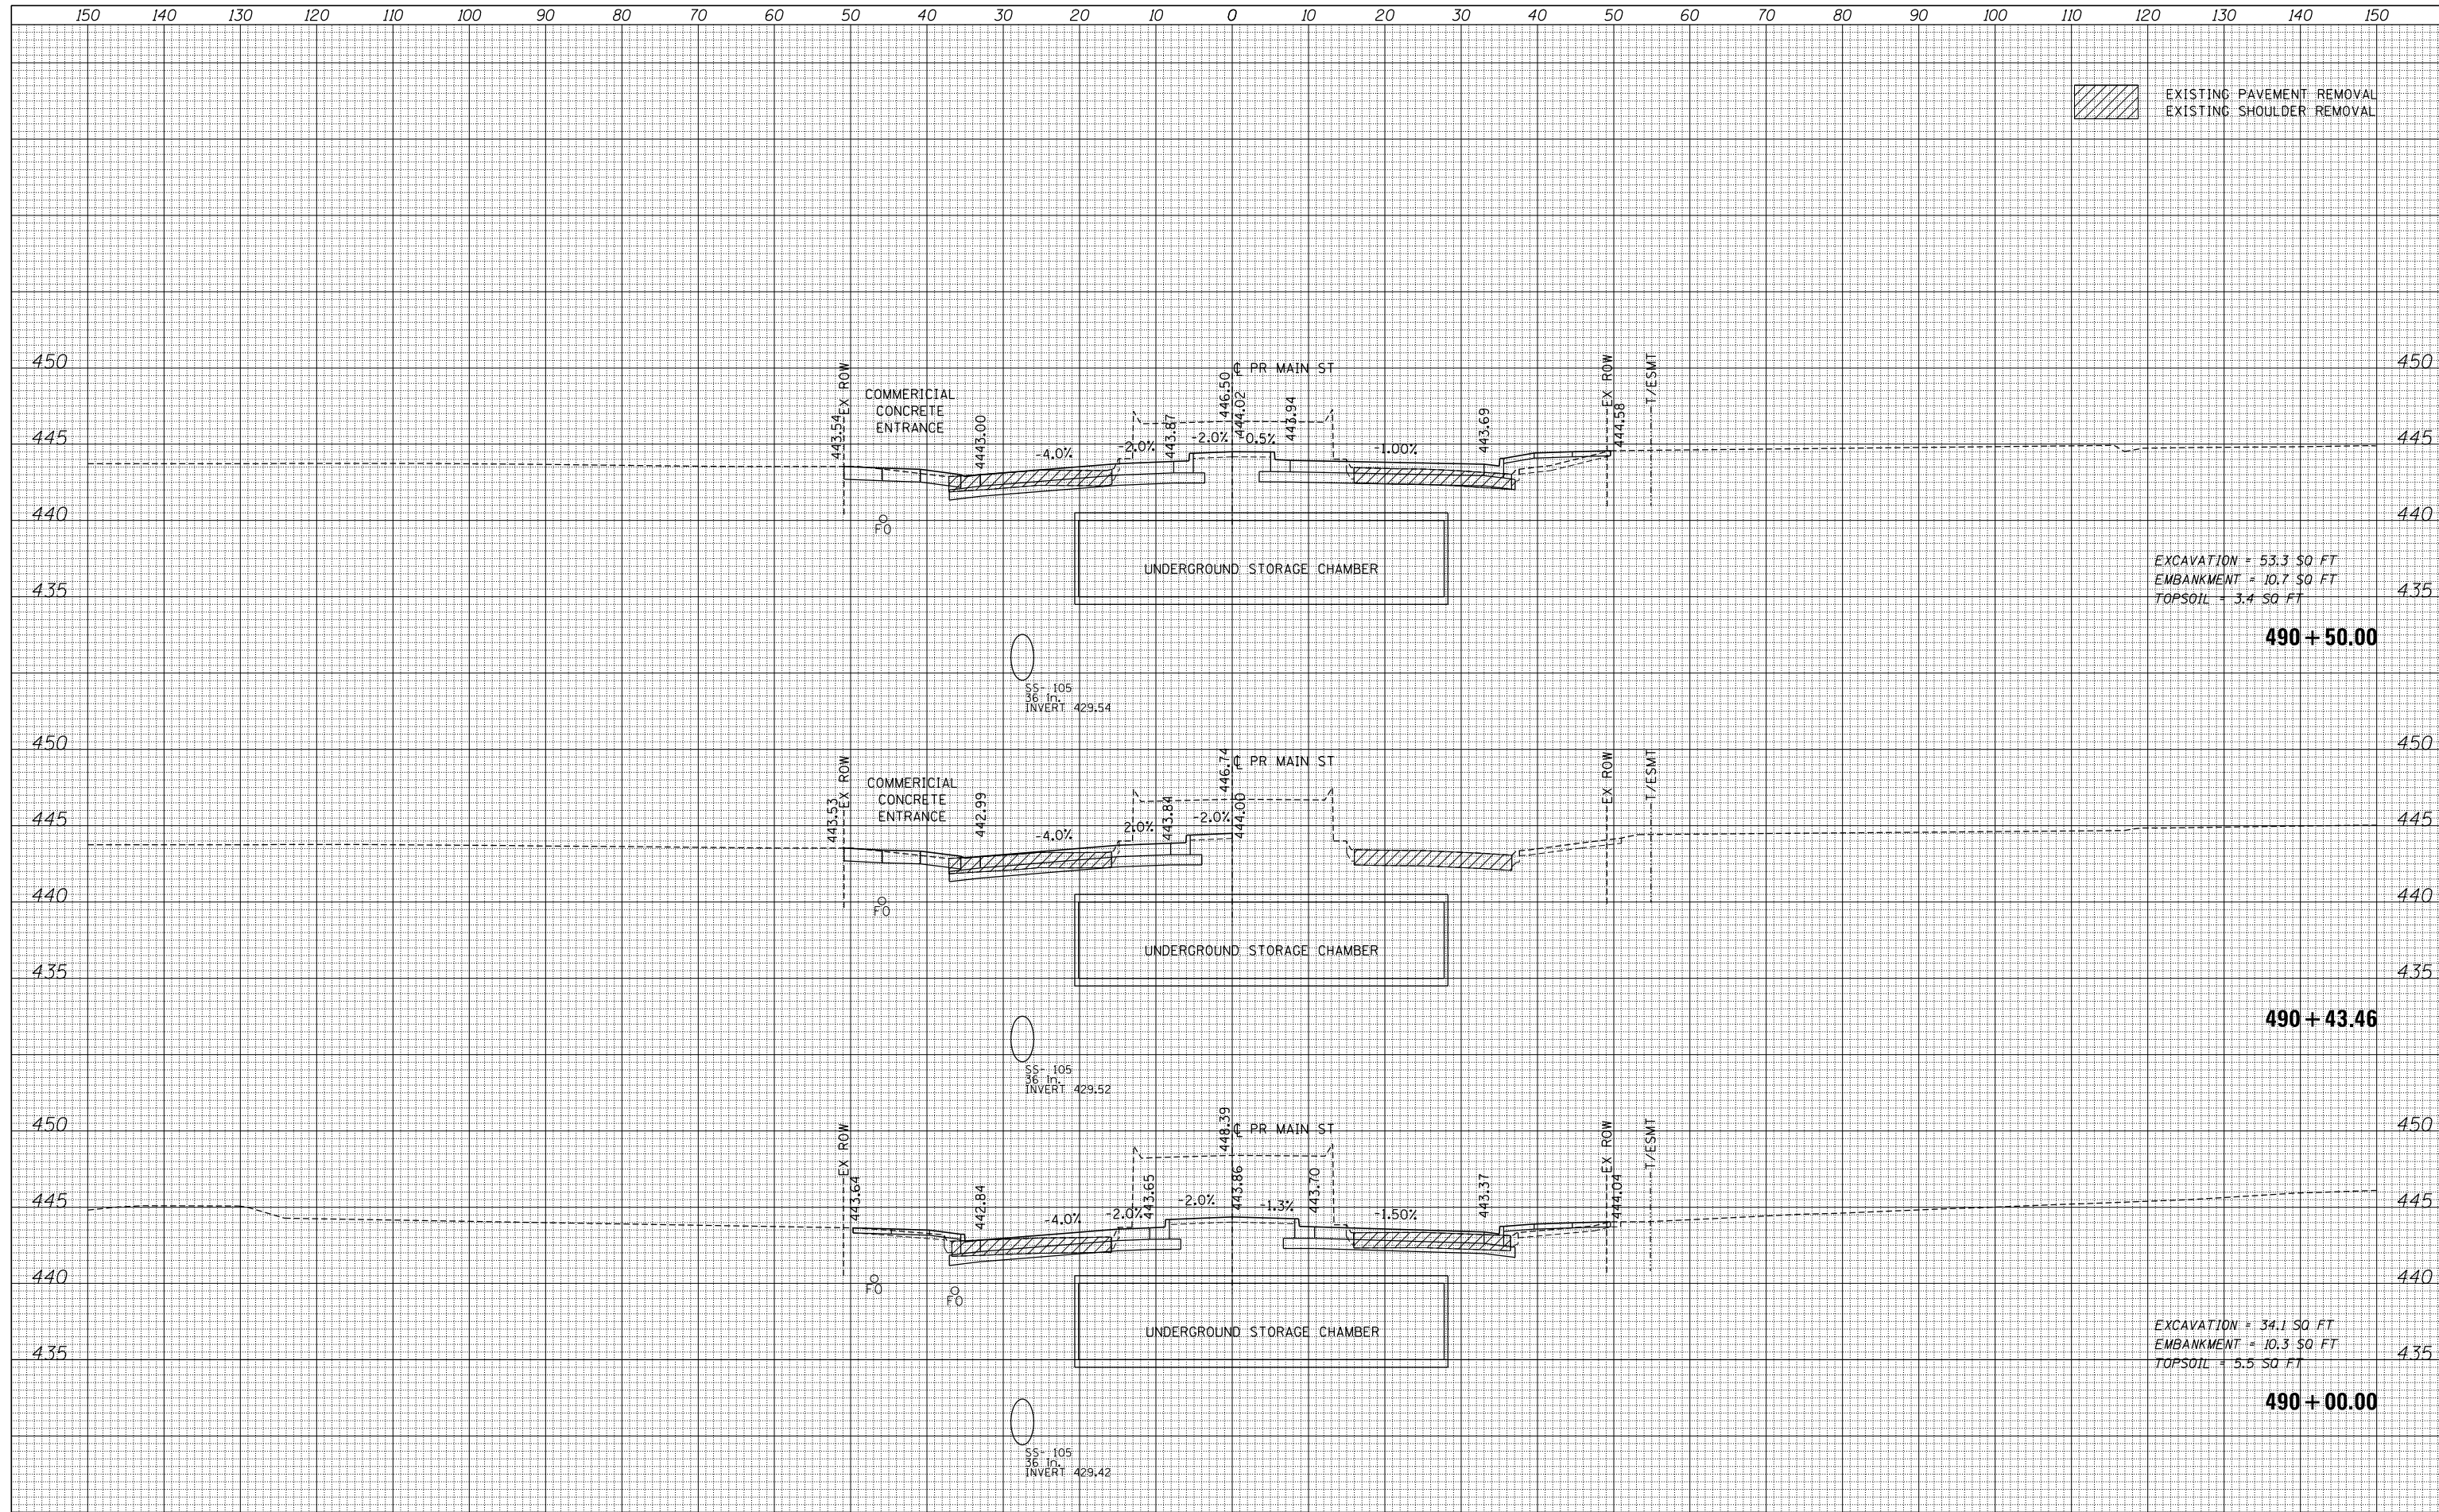 150 140 130 120 110 100 90 80 70 60 50 40 30 20 10 0 10 20 30 40 50 60 70 80 90 100 110 120 130 140 150
EXISTING PAVEMENT REMOVAL
EXISTING SHOULDER REMOVAL
450 450
445 445
440 440
435 435
443.54
EX ROW
COMMERICIAL
CONCRETE
ENTRANCE
443.00
-4.0%
-2.0%
443.87
-2.0%
446.50
℄ PR MAIN ST
444.02
-0.5%
443.94
-1.00%
443.69
EX ROW
444.58
T/ESMT
FO
UNDERGROUND STORAGE CHAMBER
EXCAVATION = 53.3 SQ FT
EMBANKMENT = 10.7 SQ FT
TOPSOIL = 3.4 SQ FT
490+50.00
SS- 105
36 in.
INVERT 429.54
450 450
445 445
440 440
435 435
443.53
EX ROW
COMMERICIAL
CONCRETE
ENTRANCE
442.99
-4.0%
2.0%
443.84
-2.0%
446.74
℄ PR MAIN ST
444.00
EX ROW
T/ESMT
FO
UNDERGROUND STORAGE CHAMBER
490+43.46
SS- 105
36 in.
INVERT 429.52
450 450
445 445
440 440
435 435
EX ROW
443.64
442.84
-4.0%
-2.0%
443.65
-2.0%
448.39
℄ PR MAIN ST
443.86
-1.3%
443.70
-1.50%
443.37
EX ROW
444.04
T/ESMT
FO
FO
UNDERGROUND STORAGE CHAMBER
EXCAVATION = 34.1 SQ FT
EMBANKMENT = 10.3 SQ FT
TOPSOIL = 5.5 SQ FT
490+00.00
SS- 105
36 in.
INVERT 429.42